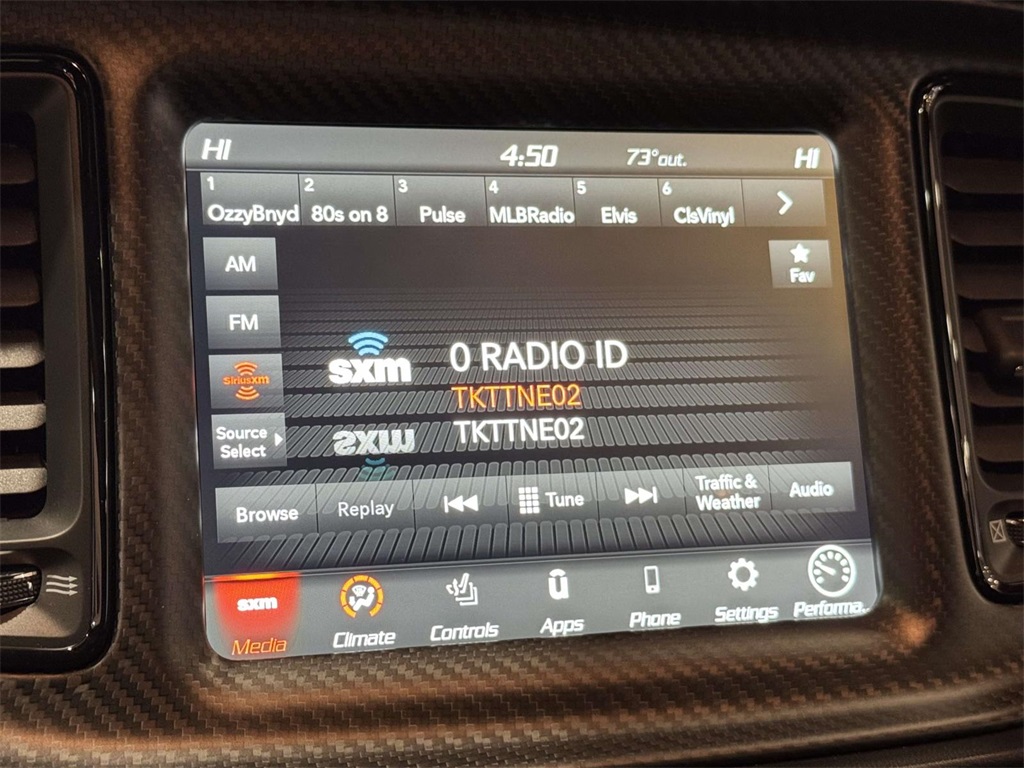 HI 4:50 73°out. HI
1 2 3 4 5 6
OzzyBnyd 80s on 8 Pulse MLBRadio Elvis ClsVinyl
AM
Fav
FM
sxm
0 RADIO ID
SiriusXM
TKTTNE02
TKTTNE02
Source
Select
sxm
Browse Replay Tune Traffic & Weather Audio
sxm
Media Climate Controls Apps Phone Settings Performa..